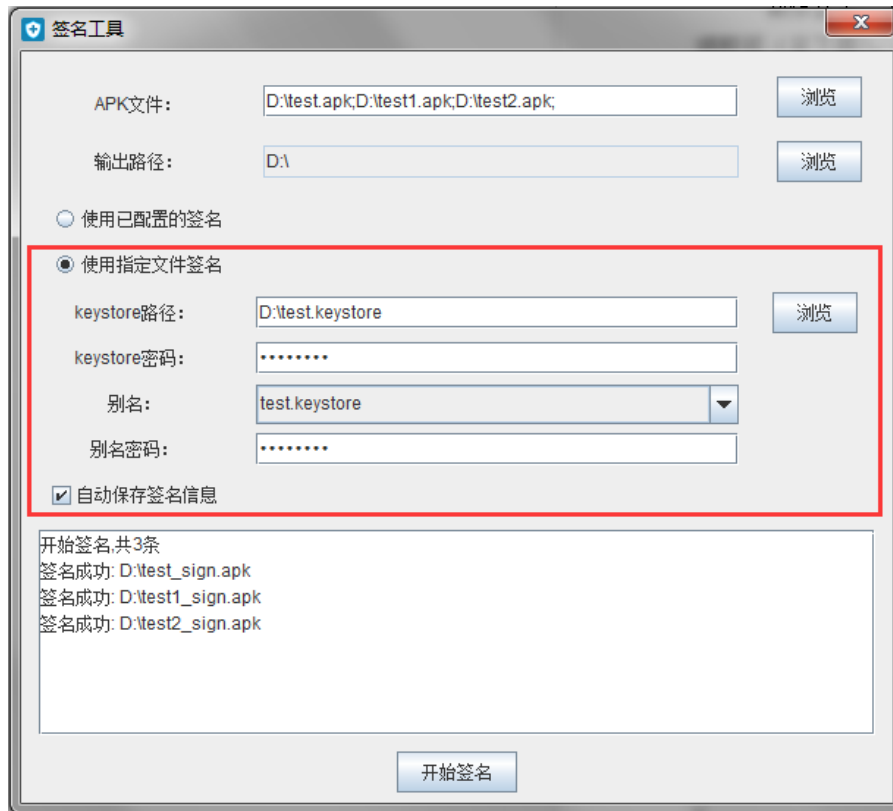 签名工具
APK文件： D:\test.apk;D:\test1.apk;D:\test2.apk; 浏览
输出路径： D:\ 浏览
使用已配置的签名
使用指定文件签名
keystore路径： D:\test.keystore 浏览
keystore密码： ••••••••
别名： test.keystore
别名密码： ••••••••
自动保存签名信息
开始签名,共3条
签名成功: D:\test_sign.apk
签名成功: D:\test1_sign.apk
签名成功: D:\test2_sign.apk
开始签名